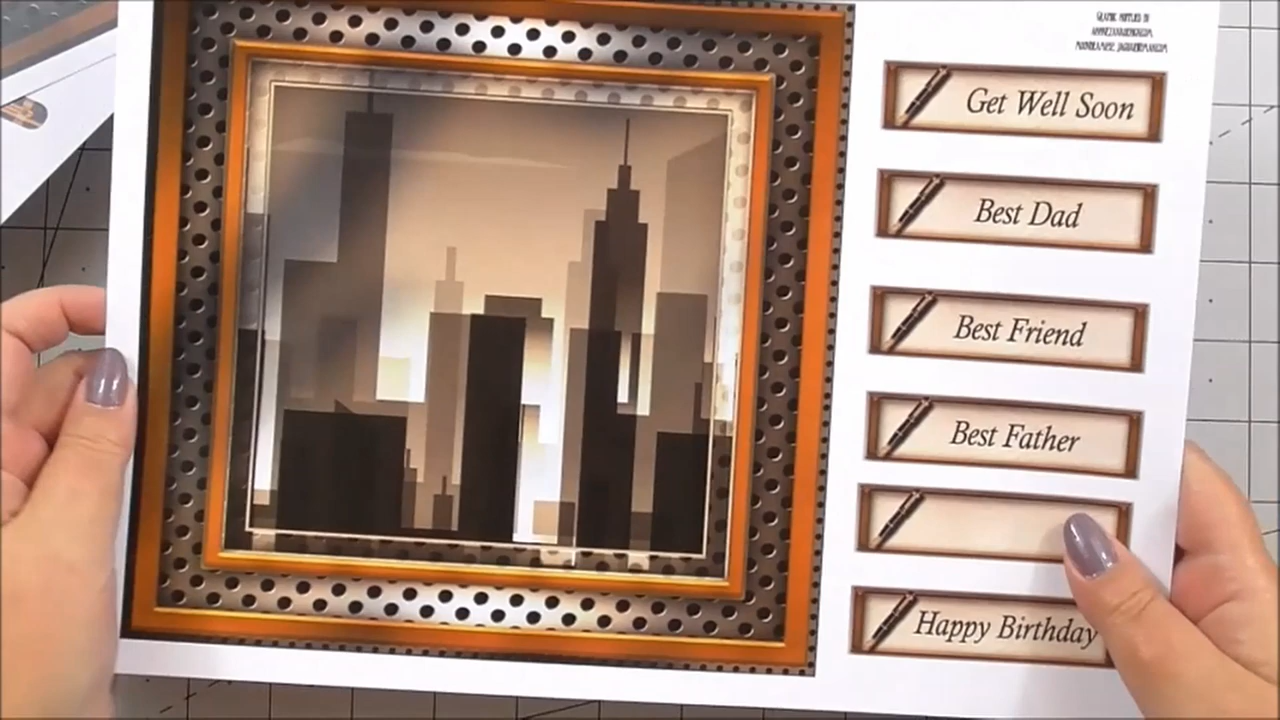 Get Well Soon
Best Dad
Best Friend
Best Father
Happy Birthday